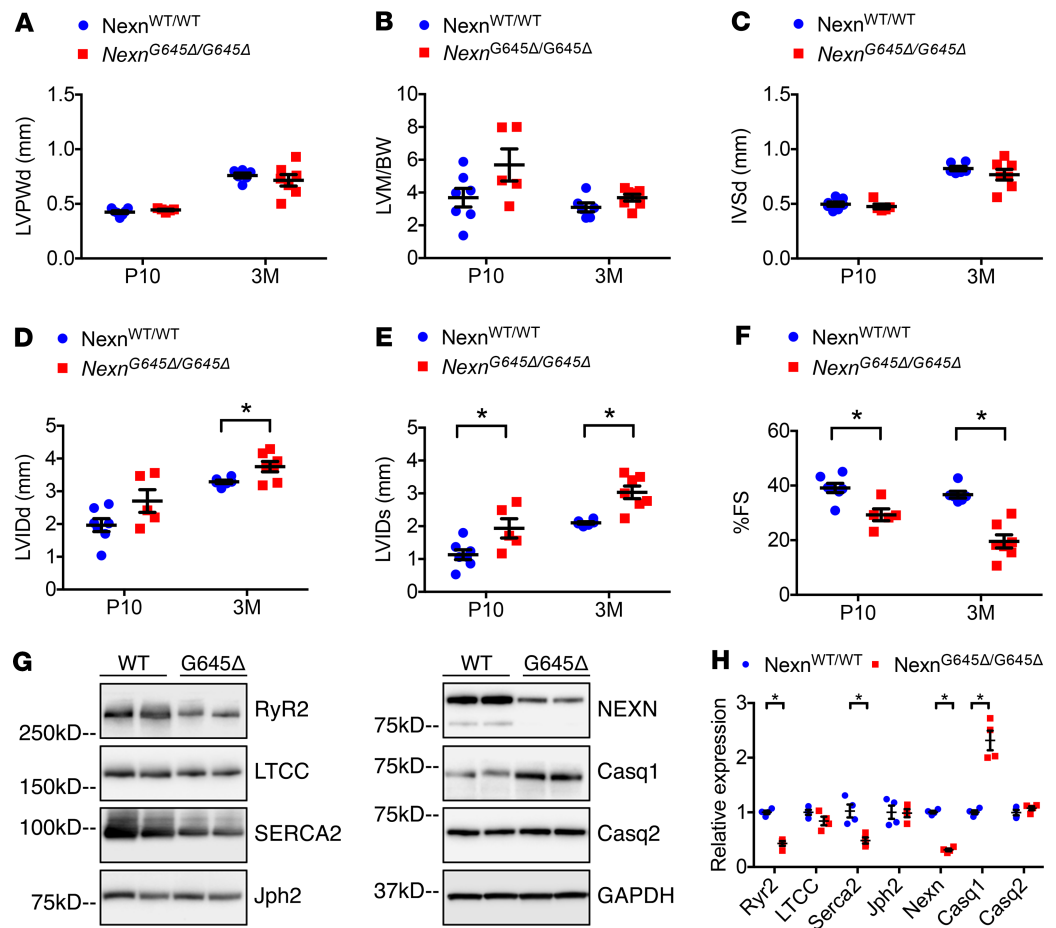 A
Nexn^WT/WT
Nexn^G645Δ/G645Δ
LVPWd (mm)
1.5
1.0
0.5
0.0
P10 3M
B
Nexn^WT/WT
Nexn^G645Δ/G645Δ
LVM/BW
10
8
6
4
2
0
P10 3M
C
Nexn^WT/WT
Nexn^G645Δ/G645Δ
IVSd (mm)
1.5
1.0
0.5
0.0
P10 3M
D
Nexn^WT/WT
Nexn^G645Δ/G645Δ
LVIDd (mm)
5
4
3
2
1
0
*
P10 3M
E
Nexn^WT/WT
Nexn^G645Δ/G645Δ
LVIDs (mm)
5
4
3
2
1
0
* *
P10 3M
F
Nexn^WT/WT
Nexn^G645Δ/G645Δ
%FS
60
40
20
0
* *
P10 3M
G
WT G645Δ
RyR2
250kD--
LTCC
150kD--
100kD--
SERCA2
Jph2
75kD--
WT G645Δ
NEXN
75kD--
75kD--
Casq1
75kD--
Casq2
37kD--
GAPDH
H
Nexn^WT/WT Nexn^G645Δ/G645Δ
Relative expression
3
2
1
0
* * * *
Ryr2 LTCC Serca2 Jph2 Nexn Casq1 Casq2